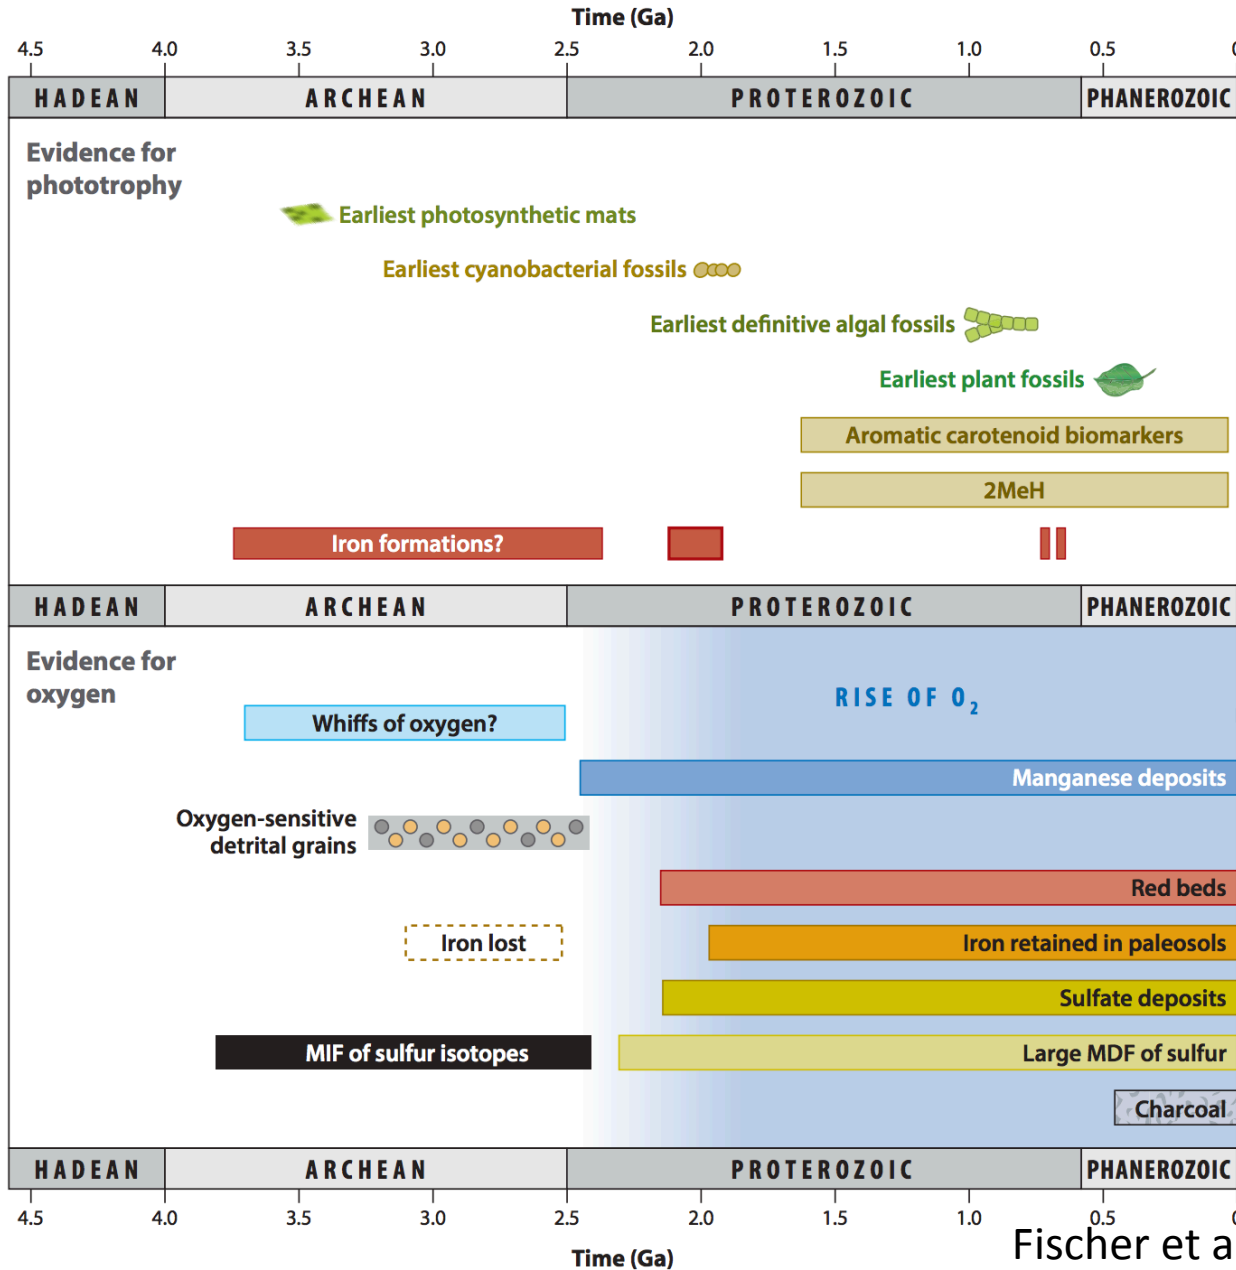 Time (Ga)
4.5 4.0 3.5 3.0 2.5 2.0 1.5 1.0 0.5 0
HADEAN ARCHEAN PROTEROZOIC PHANEROZOIC
Evidence for
phototrophy
Earliest photosynthetic mats
Earliest cyanobacterial fossils
Earliest definitive algal fossils
Earliest plant fossils
Aromatic carotenoid biomarkers
2MeH
Iron formations?
HADEAN ARCHEAN PROTEROZOIC PHANEROZOIC
Evidence for
oxygen
RISE OF O₂
Whiffs of oxygen?
Manganese deposits
Oxygen-sensitive
detrital grains
Red beds
Iron lost
Iron retained in paleosols
Sulfate deposits
MIF of sulfur isotopes
Large MDF of sulfur
Charcoal
HADEAN ARCHEAN PROTEROZOIC PHANEROZOIC
4.5 4.0 3.5 3.0 2.5 2.0 1.5 1.0 0.5 0
Time (Ga)
Fischer et a